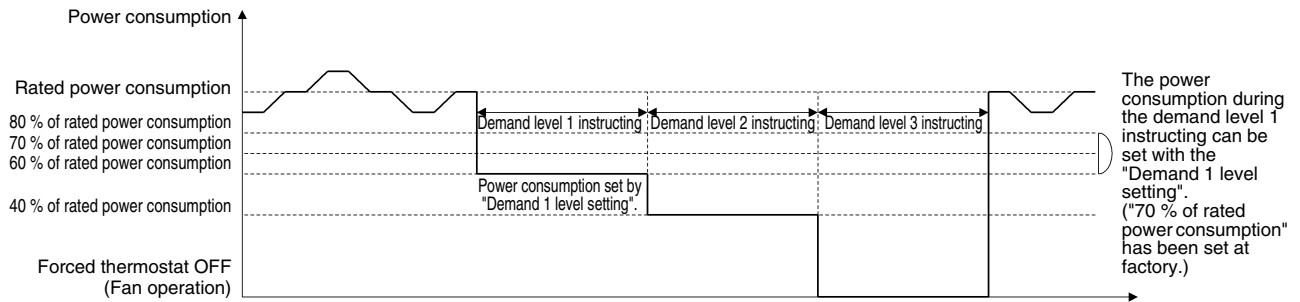 Power consumption
Rated power consumption
80 % of rated power consumption
70 % of rated power consumption
60 % of rated power consumption
40 % of rated power consumption
Forced thermostat OFF
(Fan operation)
Demand level 1 instructing
Demand level 2 instructing
Demand level 3 instructing
Power consumption set by
"Demand 1 level setting".
The power
consumption during
the demand level 1
instructing can be
set with the
"Demand 1 level
setting".
("70 % of rated
power consumption"
has been set at
factory.)